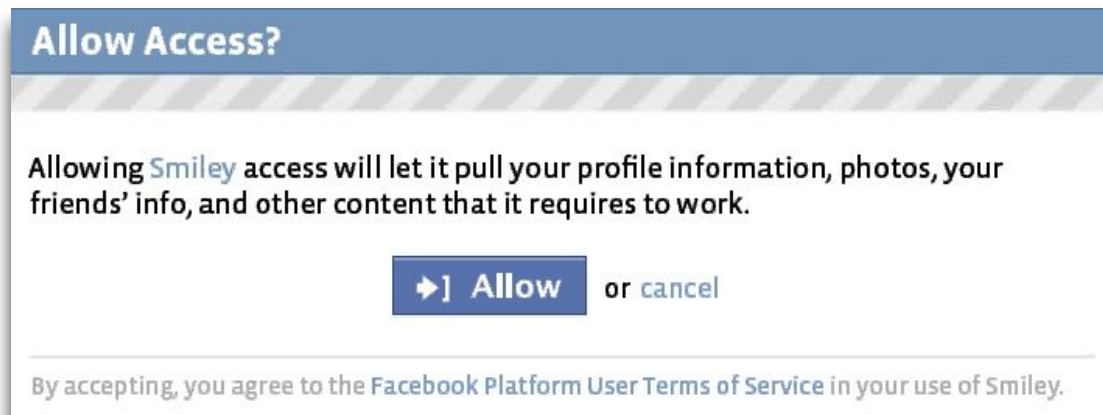 Allow Access?
Allowing Smiley access will let it pull your profile information, photos, your
friends’ info, and other content that it requires to work.
Allow or cancel
By accepting, you agree to the Facebook Platform User Terms of Service in your use of Smiley.